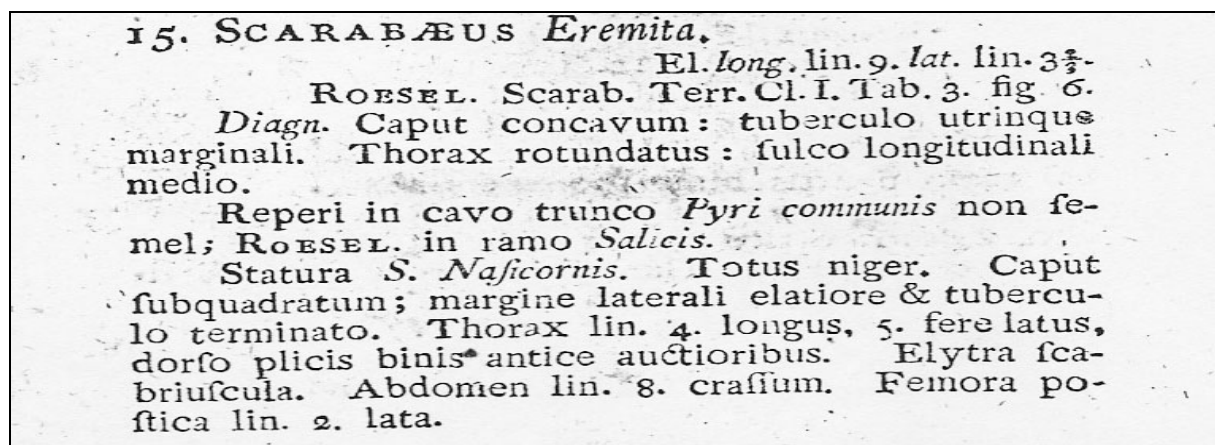 15. SCARABÆUS Eremita.
El. long. lin. 9. lat. lin. 3⅔.
ROESEL. Scarab. Terr. Cl. I. Tab. 3. fig 6.
Diagn. Caput concavum: tuberculo utrinque
marginali. Thorax rotundatus: ſulco longitudinali
medio.
Reperi in cavo trunco Pyri communis non ſe-
mel; ROESEL. in ramo Salicis.
Statura S. Naſicornis. Totus niger. Caput
ſubquadratum; margine laterali elatiore & tubercu-
lo terminato. Thorax lin. 4. longus, 5. fere latus,
dorſo plicis binis antice auctioribus. Elytra ſca-
briuſcula. Abdomen lin. 8. craſſum. Femora po-
ſtica lin. 2. lata.